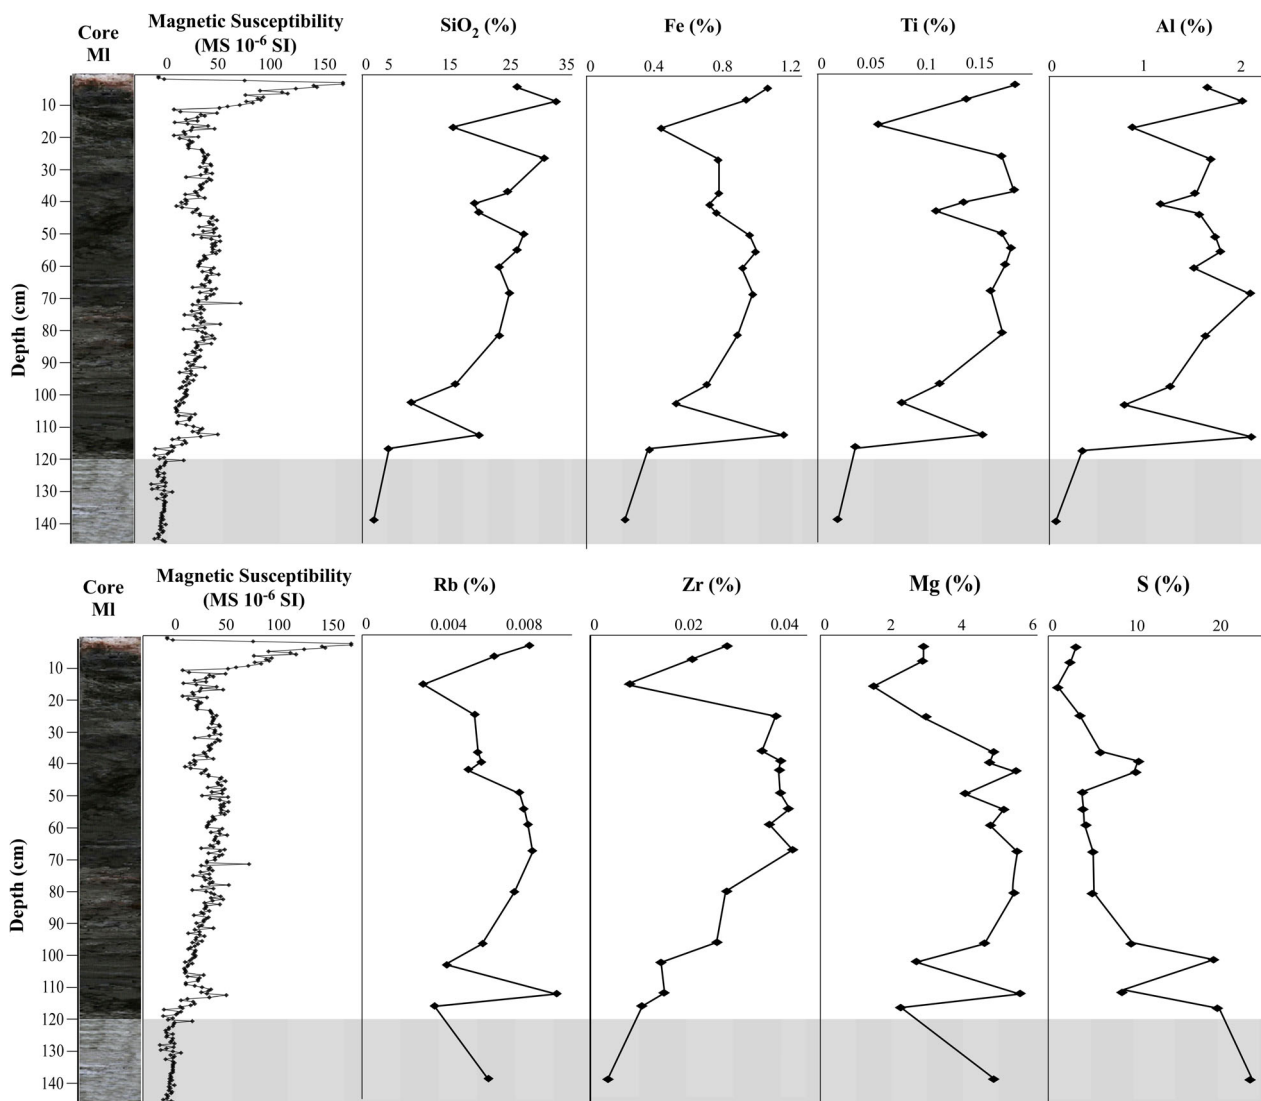 Core
Ml
Magnetic Susceptibility
(MS 10⁻⁶ SI)
SiO₂ (%)
Fe (%)
Ti (%)
Al (%)
0 50 100 150
0 5 15 25 35
0 0.4 0.8 1.2
0 0.05 0.1 0.15
0 1 2
10
20
30
40
50
60
70
80
90
100
110
120
130
140
Depth (cm)
Core
Ml
Magnetic Susceptibility
(MS 10⁻⁶ SI)
Rb (%)
Zr (%)
Mg (%)
S (%)
0 50 100 150
0 0.004 0.008
0 0.02 0.04
0 2 4 6
0 10 20
10
20
30
40
50
60
70
80
90
100
110
120
130
140
Depth (cm)